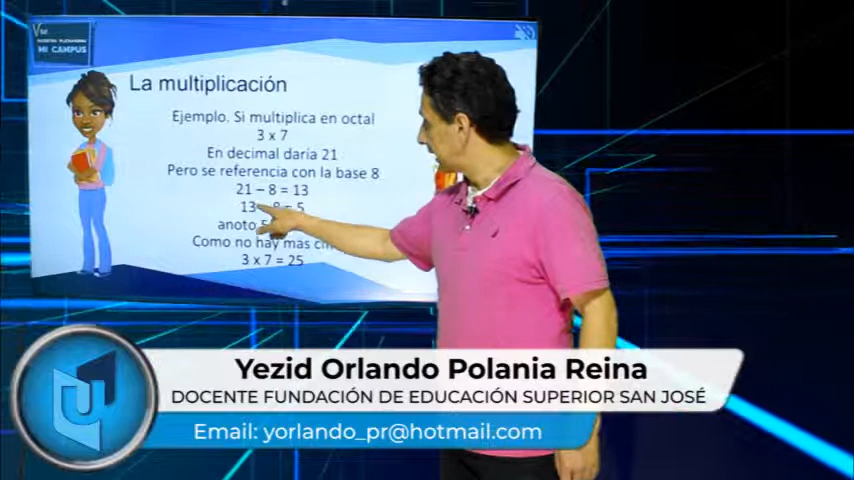 MI CAMPUS
La multiplicación
Ejemplo. Si multiplica en octal
3 x 7
En decimal daría 21
Pero se referencia con la base 8
21 – 8 = 13
13 = 5
anoto
Como no hay mas
3 x 7 = 25
Yezid Orlando Polania Reina
DOCENTE FUNDACIÓN DE EDUCACIÓN SUPERIOR SAN JOSÉ
Email: yorlando_pr@hotmail.com